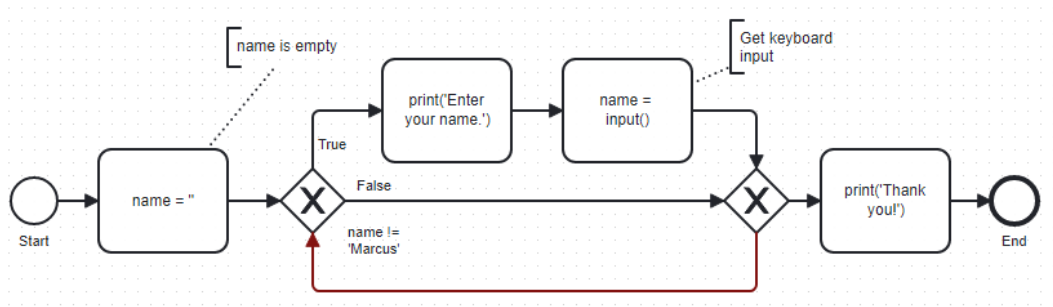 name is empty
Get keyboard
input
print('Enter
your name.')
name =
input()
True
Start
name = ''
X
False
name !=
'Marcus'
X
print('Thank
you!')
End